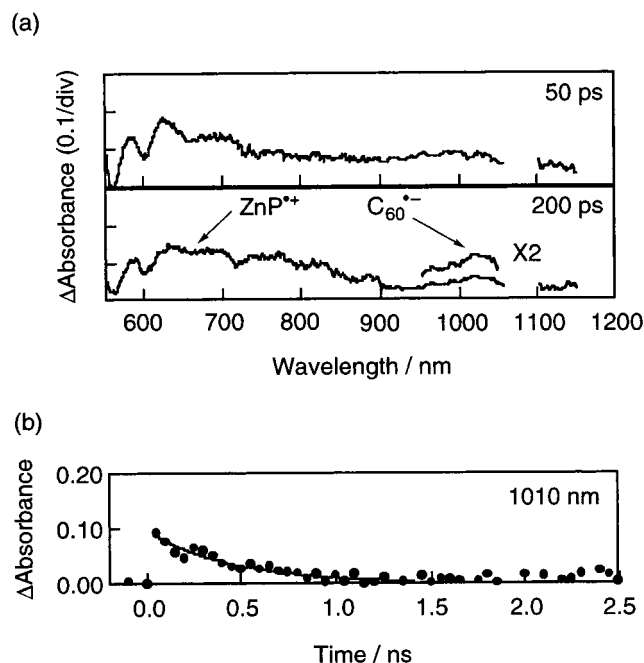 (a)
ΔAbsorbance (0.1/div)
50 ps
ZnP•+
C60•−
200 ps
X2
600 700 800 900 1000 1100 1200
Wavelength / nm
(b)
ΔAbsorbance
0.20
0.10
0.00
1010 nm
0.0 0.5 1.0 1.5 2.0 2.5
Time / ns